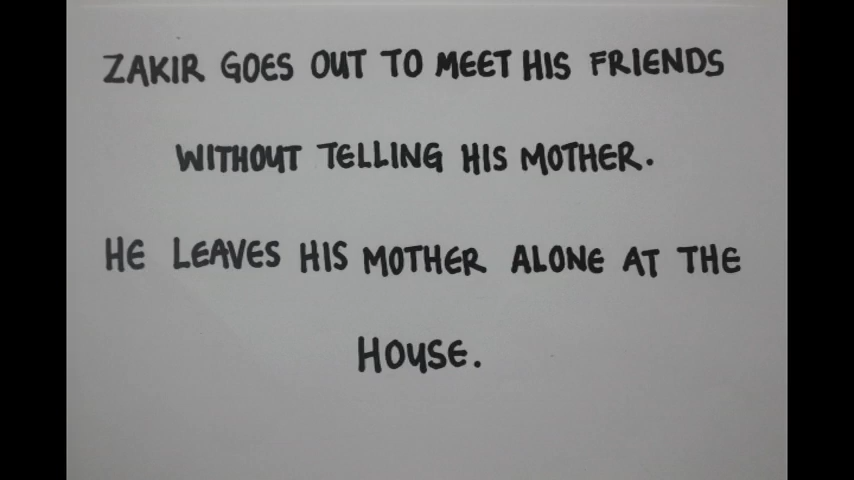 ZAKIR GOES OUT TO MEET HIS FRIENDS
WITHOUT TELLING HIS MOTHER.
HE LEAVES HIS MOTHER ALONE AT THE
HOUSE.